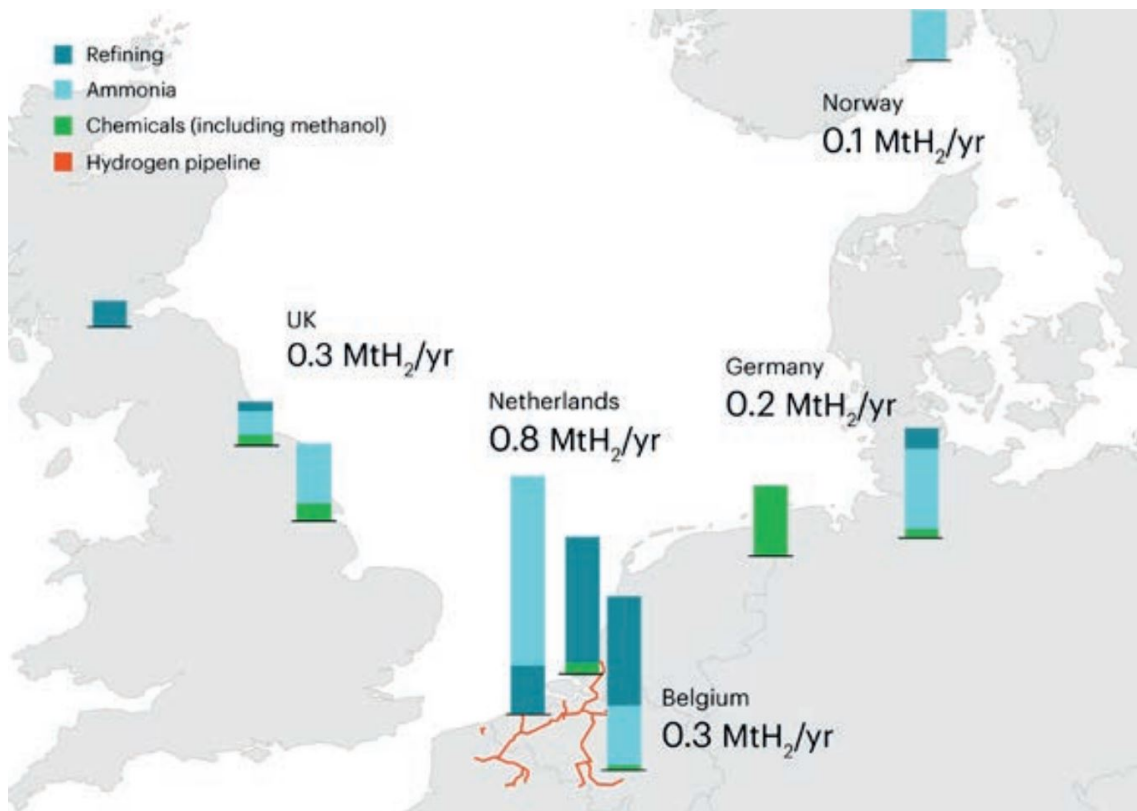 Refining
Ammonia
Chemicals (including methanol)
Hydrogen pipeline
Norway
0.1 MtH₂/yr
UK
0.3 MtH₂/yr
Germany
0.2 MtH₂/yr
Netherlands
0.8 MtH₂/yr
Belgium
0.3 MtH₂/yr